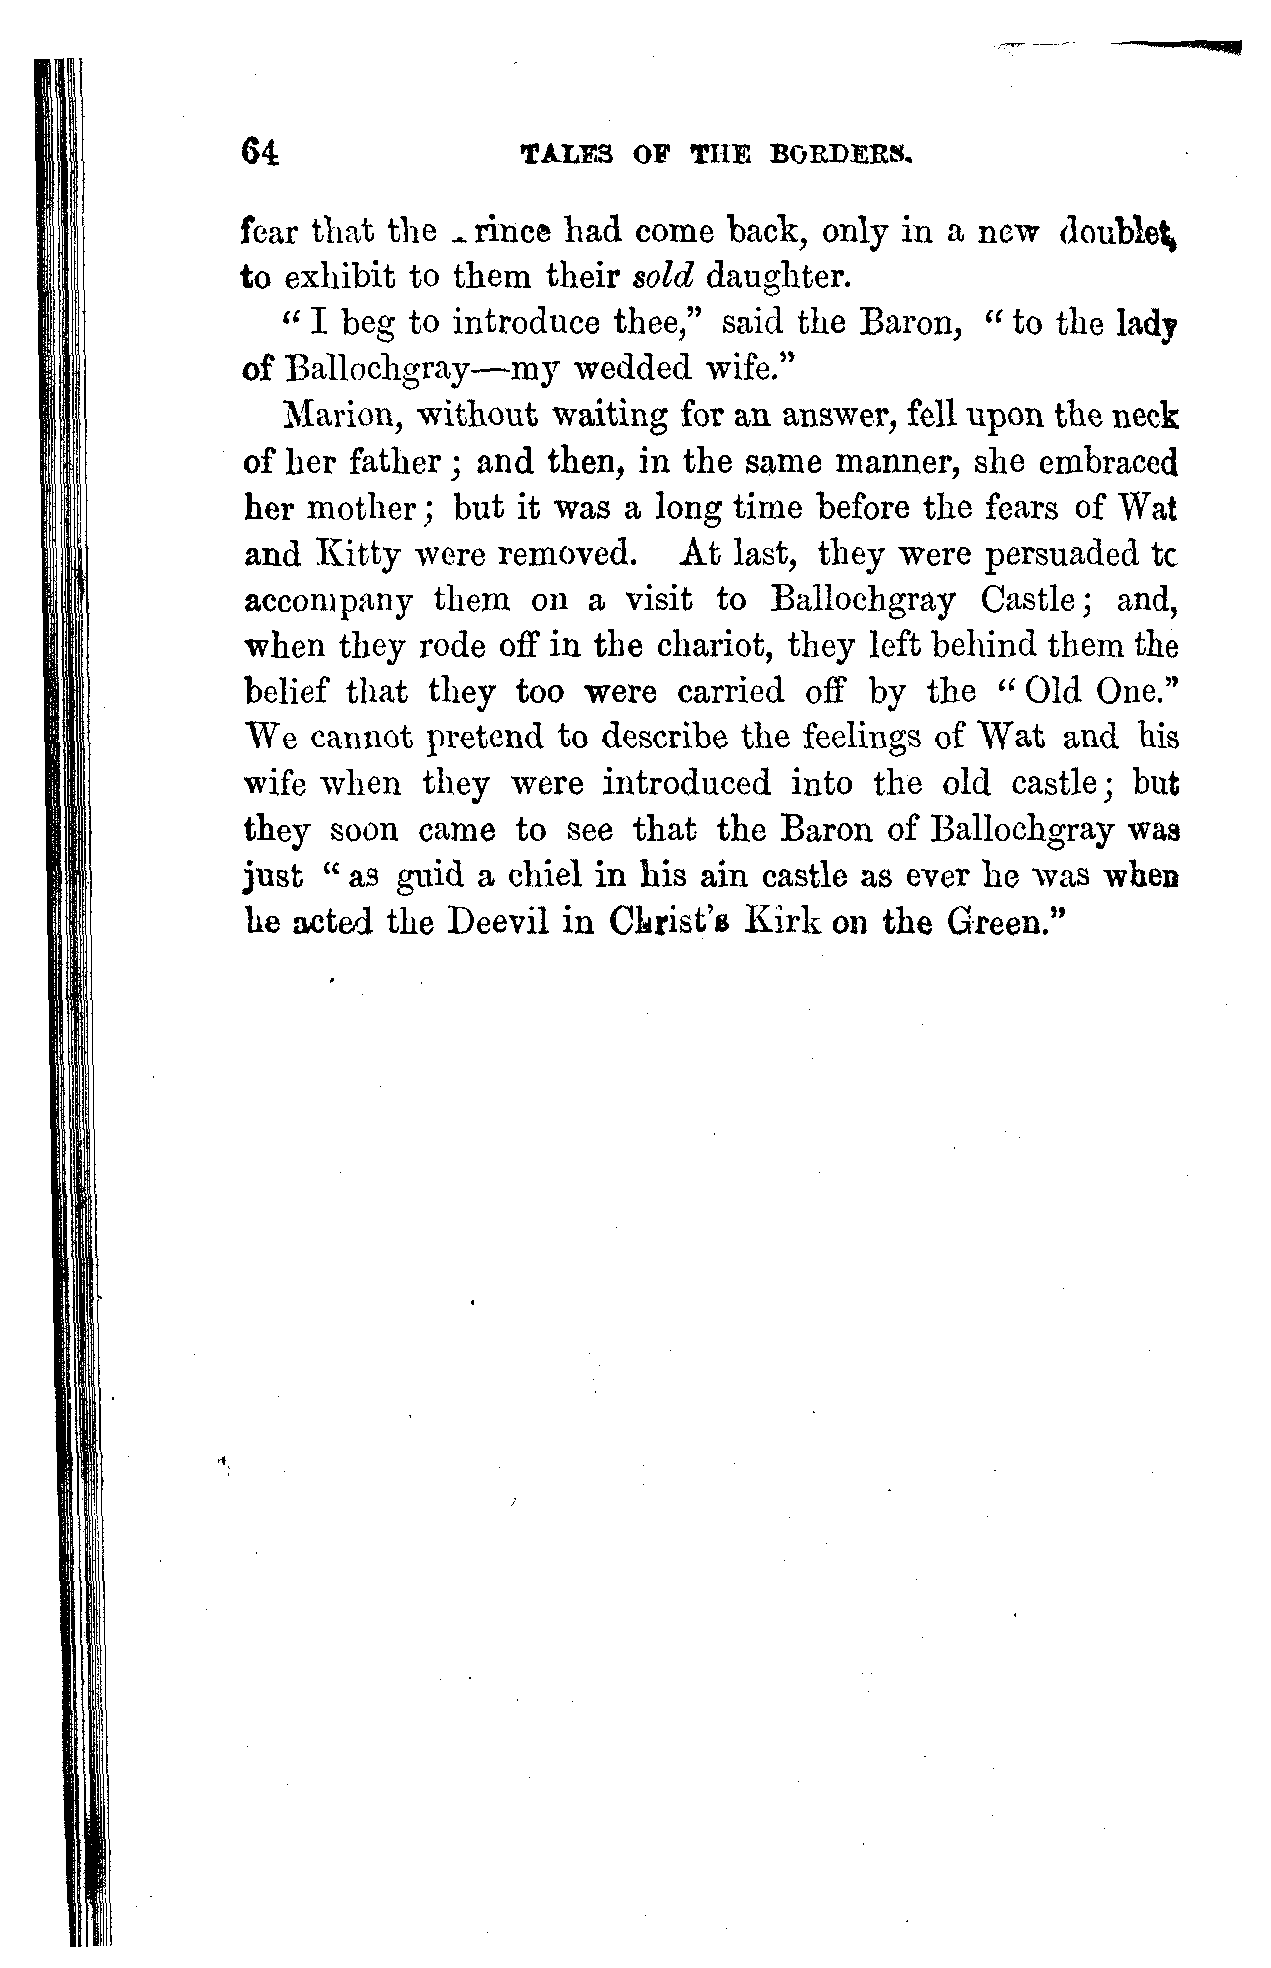 64 TALES OF THE BORDERS.
fear that the rince had come back, only in a new doublet,
to exhibit to them their sold daughter.
“ I beg to introduce thee,” said the Baron, “ to the lady
of Ballochgray—my wedded wife.”
Marion, without waiting for an answer, fell upon the neck
of her father ; and then, in the same manner, she embraced
her mother ; but it was a long time before the fears of Wat
and Kitty were removed. At last, they were persuaded to
accompany them on a visit to Ballochgray Castle ; and,
when they rode off in the chariot, they left behind them the
belief that they too were carried off by the “ Old One.”
We cannot pretend to describe the feelings of Wat and his
wife when they were introduced into the old castle ; but
they soon came to see that the Baron of Ballochgray was
just “ as guid a chiel in his ain castle as ever he was when
he acted the Deevil in Christ’s Kirk on the Green.”